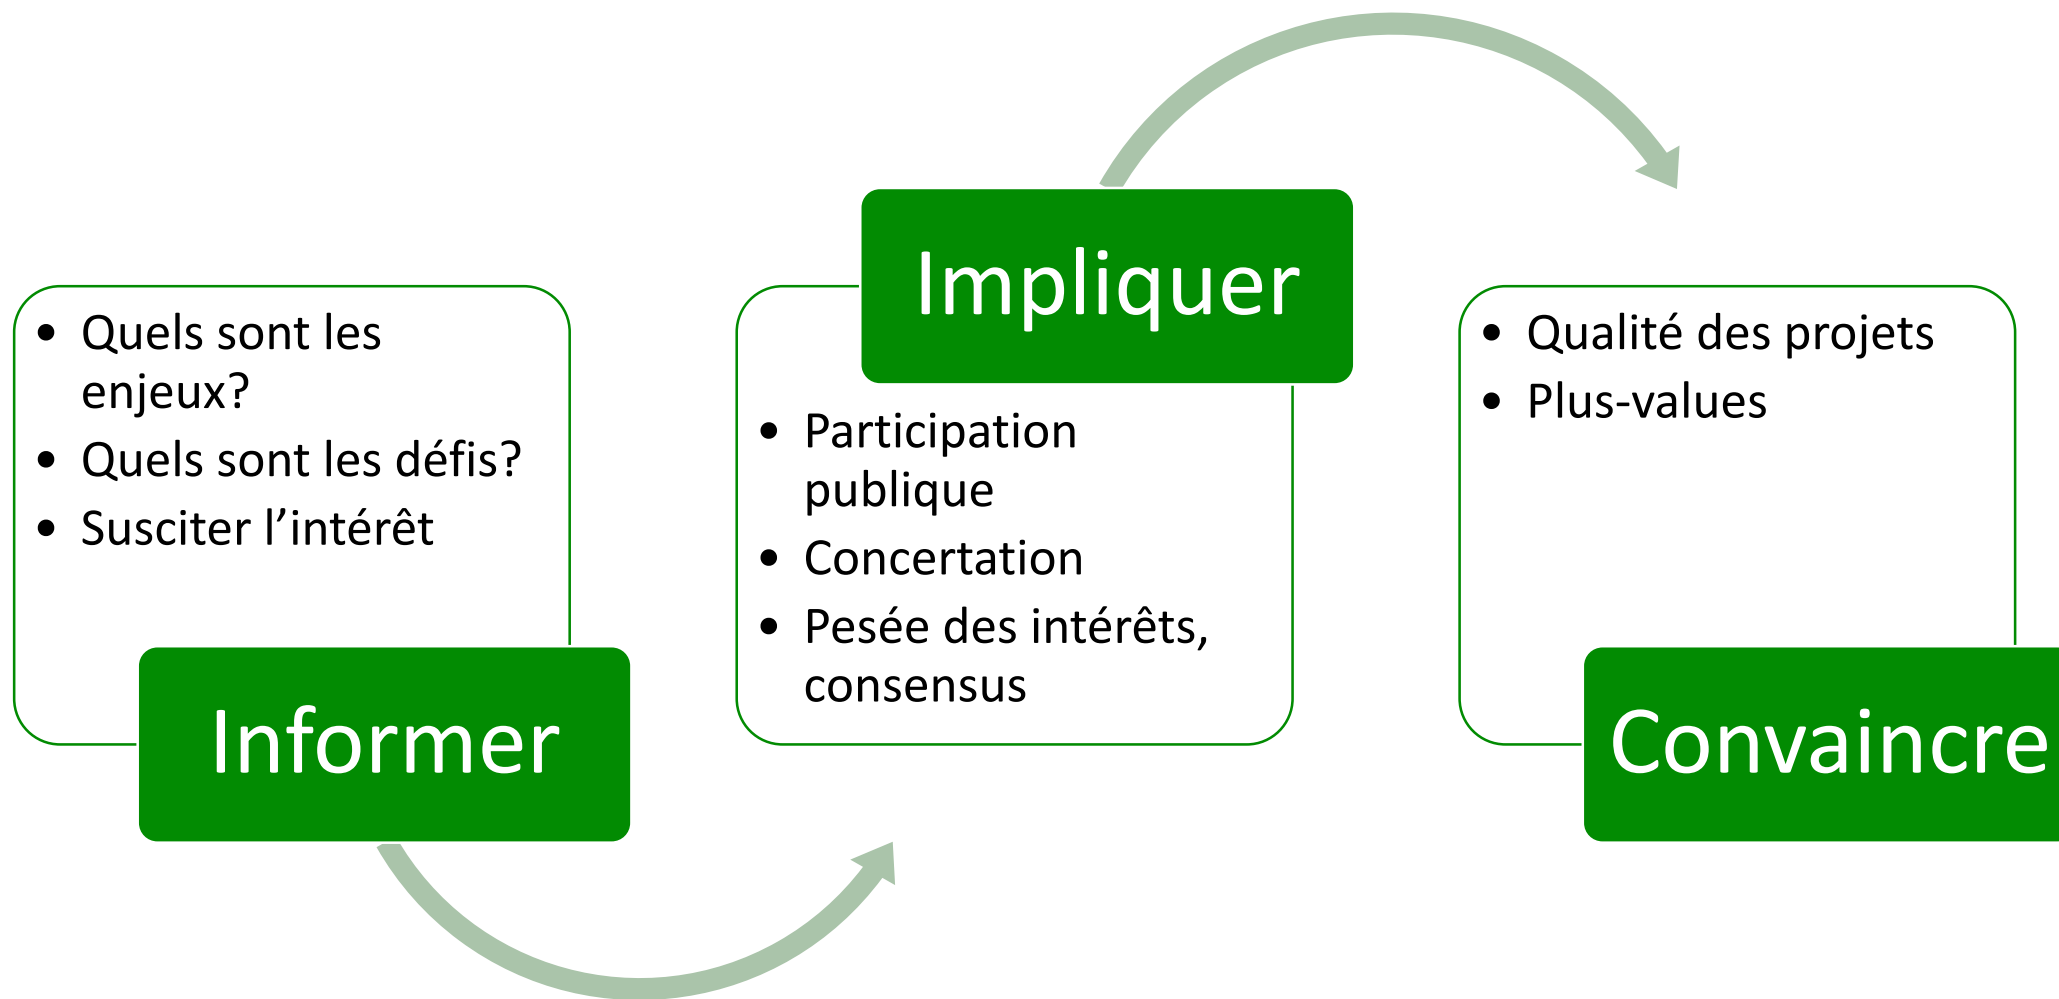 • Quels sont les
enjeux?
• Quels sont les défis?
• Susciter l’intérêt
Informer
Impliquer
• Participation
publique
• Concertation
• Pesée des intérêts,
consensus
• Qualité des projets
• Plus-values
Convaincre